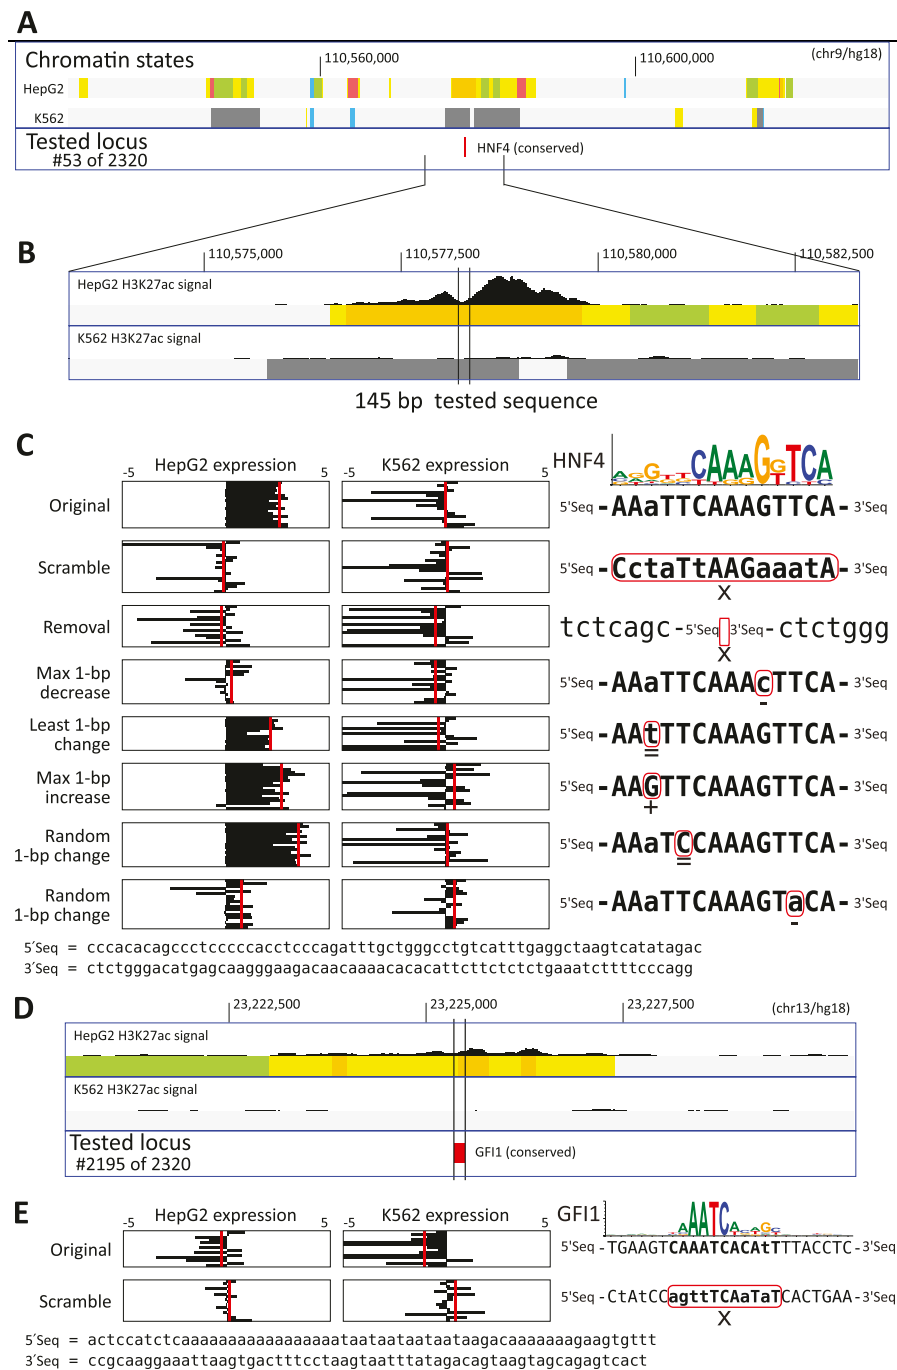 A
Chromatin states
110,560,000
110,600,000
(chr9/hg18)
HepG2
K562
Tested locus
#53 of 2320
HNF4 (conserved)
B
110,575,000
110,577,500
110,580,000
110,582,500
HepG2 H3K27ac signal
K562 H3K27ac signal
145 bp tested sequence
C
-5 HepG2 expression 5
-5 K562 expression 5
HNF4
Original
5'Seq -AAaTTCAAAGTTCA- 3'Seq
Scramble
5'Seq -CctaTtAAGaaatA- 3'Seq
X
Removal
tctcagc-5'Seq 3'Seq-ctctggg
X
Max 1-bp
decrease
5'Seq -AAaTTCAAAcTTCA- 3'Seq
-
Least 1-bp
change
5'Seq -AAtTTCAAAGTTCA- 3'Seq
=
Max 1-bp
increase
5'Seq -AAGTTCAAAGTTCA- 3'Seq
+
Random
1-bp change
5'Seq -AAaTCCAAAGTTCA- 3'Seq
=
Random
1-bp change
5'Seq -AAaTTCAAAGTaCA- 3'Seq
-
5′Seq = cccacacagccctcccccacctcccagatttgctgggcctgtcatttgaggctaagtcatatagac
3′Seq = ctctgggacatgagcaagggaagacaacaaaacacacattcttctctctgaaatcttttcccagg
D
23,222,500
23,225,000
23,227,500
(chr13/hg18)
HepG2 H3K27ac signal
K562 H3K27ac signal
Tested locus
#2195 of 2320
GFI1 (conserved)
E
-5 HepG2 expression 5
-5 K562 expression 5
GFI1
Original
5'Seq -TGAAGTCAAATCACAtTTTACCTC-3'Seq
Scramble
5'Seq -CtAtCCagttTCAaTaTCACTGAA-3'Seq
X
5′Seq = actccatctcaaaaaaaaaaaaaaaaaataataataataataagacaaaaaaagaagtgttt
3′Seq = ccgcaaggaaattaagtgactttcctaagtaatttatagacagtaagtagcagagtcact